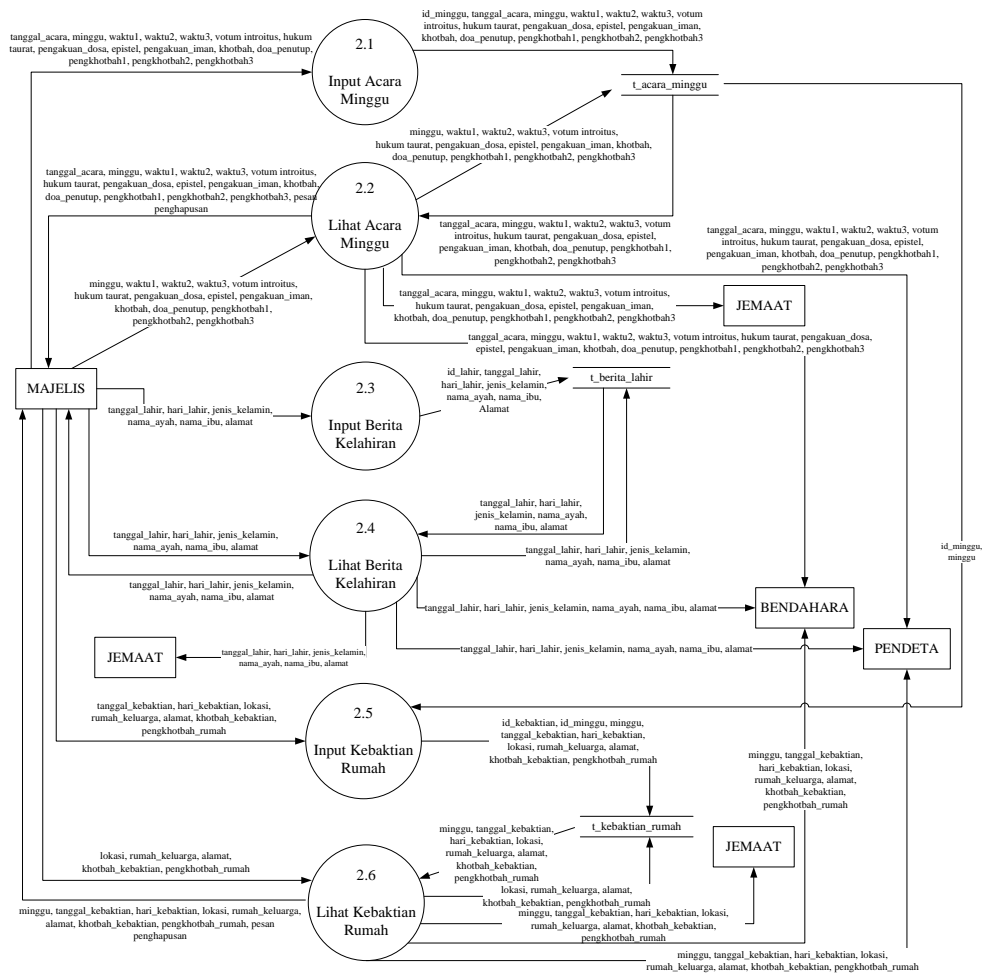 id_minggu, tanggal_acara, minggu, waktu1, waktu2, waktu3, votum
introitus, hukum taurat, pengakuan_dosa, epistel, pengakuan_iman,
khotbah, doa_penutup, pengkhotbah1, pengkhotbah2, pengkhotbah3
tanggal_acara, minggu, waktu1, waktu2, waktu3, votum introitus, hukum
taurat, pengakuan_dosa, epistel, pengakuan_iman, khotbah, doa_penutup,
pengkhotbah1, pengkhotbah2, pengkhotbah3
2.1
Input Acara
Minggu
t_acara_minggu
minggu, waktu1, waktu2, waktu3, votum introitus,
hukum taurat, pengakuan_dosa, epistel, pengakuan_iman, khotbah,
doa_penutup, pengkhotbah1, pengkhotbah2, pengkhotbah3
tanggal_acara, minggu, waktu1, waktu2, waktu3, votum introitus,
hukum taurat, pengakuan_dosa, epistel, pengakuan_iman, khotbah,
doa_penutup, pengkhotbah1, pengkhotbah2, pengkhotbah3, pesan
penghapusan
2.2
Lihat Acara
Minggu
tanggal_acara, minggu, waktu1, waktu2, waktu3, votum
introitus, hukum taurat, pengakuan_dosa, epistel,
pengakuan_iman, khotbah, doa_penutup, pengkhotbah1,
pengkhotbah2, pengkhotbah3
tanggal_acara, minggu, waktu1, waktu2, waktu3, votum
introitus, hukum taurat, pengakuan_dosa, epistel,
pengakuan_iman, khotbah, doa_penutup, pengkhotbah1,
pengkhotbah2, pengkhotbah3
minggu, waktu1, waktu2, waktu3, votum introitus,
hukum taurat, pengakuan_dosa, epistel, pengakuan_iman,
khotbah, doa_penutup, pengkhotbah1,
pengkhotbah2, pengkhotbah3
tanggal_acara, minggu, waktu1, waktu2, waktu3, votum introitus,
hukum taurat, pengakuan_dosa, epistel, pengakuan_iman,
khotbah, doa_penutup, pengkhotbah1, pengkhotbah2, pengkhotbah3
JEMAAT
tanggal_acara, minggu, waktu1, waktu2, waktu3, votum introitus, hukum taurat, pengakuan_dosa,
epistel, pengakuan_iman, khotbah, doa_penutup, pengkhotbah1, pengkhotbah2, pengkhotbah3
MAJELIS
tanggal_lahir, hari_lahir, jenis_kelamin,
nama_ayah, nama_ibu, alamat
2.3
Input Berita
Kelahiran
id_lahir, tanggal_lahir,
hari_lahir, jenis_kelamin,
nama_ayah, nama_ibu,
Alamat
t_berita_lahir
tanggal_lahir, hari_lahir,
jenis_kelamin, nama_ayah,
nama_ibu, alamat
2.4
Lihat Berita
Kelahiran
tanggal_lahir, hari_lahir, jenis_kelamin,
nama_ayah, nama_ibu, alamat
tanggal_lahir, hari_lahir, jenis_kelamin,
nama_ayah, nama_ibu, alamat
tanggal_lahir, hari_lahir, jenis_kelamin,
nama_ayah, nama_ibu, alamat
id_minggu,
minggu
tanggal_lahir, hari_lahir, jenis_kelamin, nama_ayah, nama_ibu, alamat
BENDAHARA
JEMAAT
tanggal_lahir, hari_lahir, jenis_kelamin,
nama_ayah, nama_ibu, alamat
tanggal_lahir, hari_lahir, jenis_kelamin, nama_ayah, nama_ibu, alamat
PENDETA
tanggal_kebaktian, hari_kebaktian, lokasi,
rumah_keluarga, alamat, khotbah_kebaktian,
pengkhotbah_rumah
2.5
Input Kebaktian
Rumah
id_kebaktian, id_minggu, minggu,
tanggal_kebaktian, hari_kebaktian,
lokasi, rumah_keluarga, alamat,
khotbah_kebaktian, pengkhotbah_rumah
minggu, tanggal_kebaktian,
hari_kebaktian, lokasi,
rumah_keluarga, alamat,
khotbah_kebaktian,
pengkhotbah_rumah
t_kebaktian_rumah
minggu, tanggal_kebaktian,
hari_kebaktian, lokasi,
rumah_keluarga, alamat,
khotbah_kebaktian,
pengkhotbah_rumah
JEMAAT
lokasi, rumah_keluarga, alamat,
khotbah_kebaktian, pengkhotbah_rumah
2.6
Lihat Kebaktian
Rumah
lokasi, rumah_keluarga, alamat,
khotbah_kebaktian, pengkhotbah_rumah
minggu, tanggal_kebaktian, hari_kebaktian, lokasi, rumah_keluarga,
alamat, khotbah_kebaktian, pengkhotbah_rumah, pesan
penghapusan
minggu, tanggal_kebaktian, hari_kebaktian, lokasi,
rumah_keluarga, alamat, khotbah_kebaktian,
pengkhotbah_rumah
minggu, tanggal_kebaktian, hari_kebaktian, lokasi,
rumah_keluarga, alamat, khotbah_kebaktian, pengkhotbah_rumah